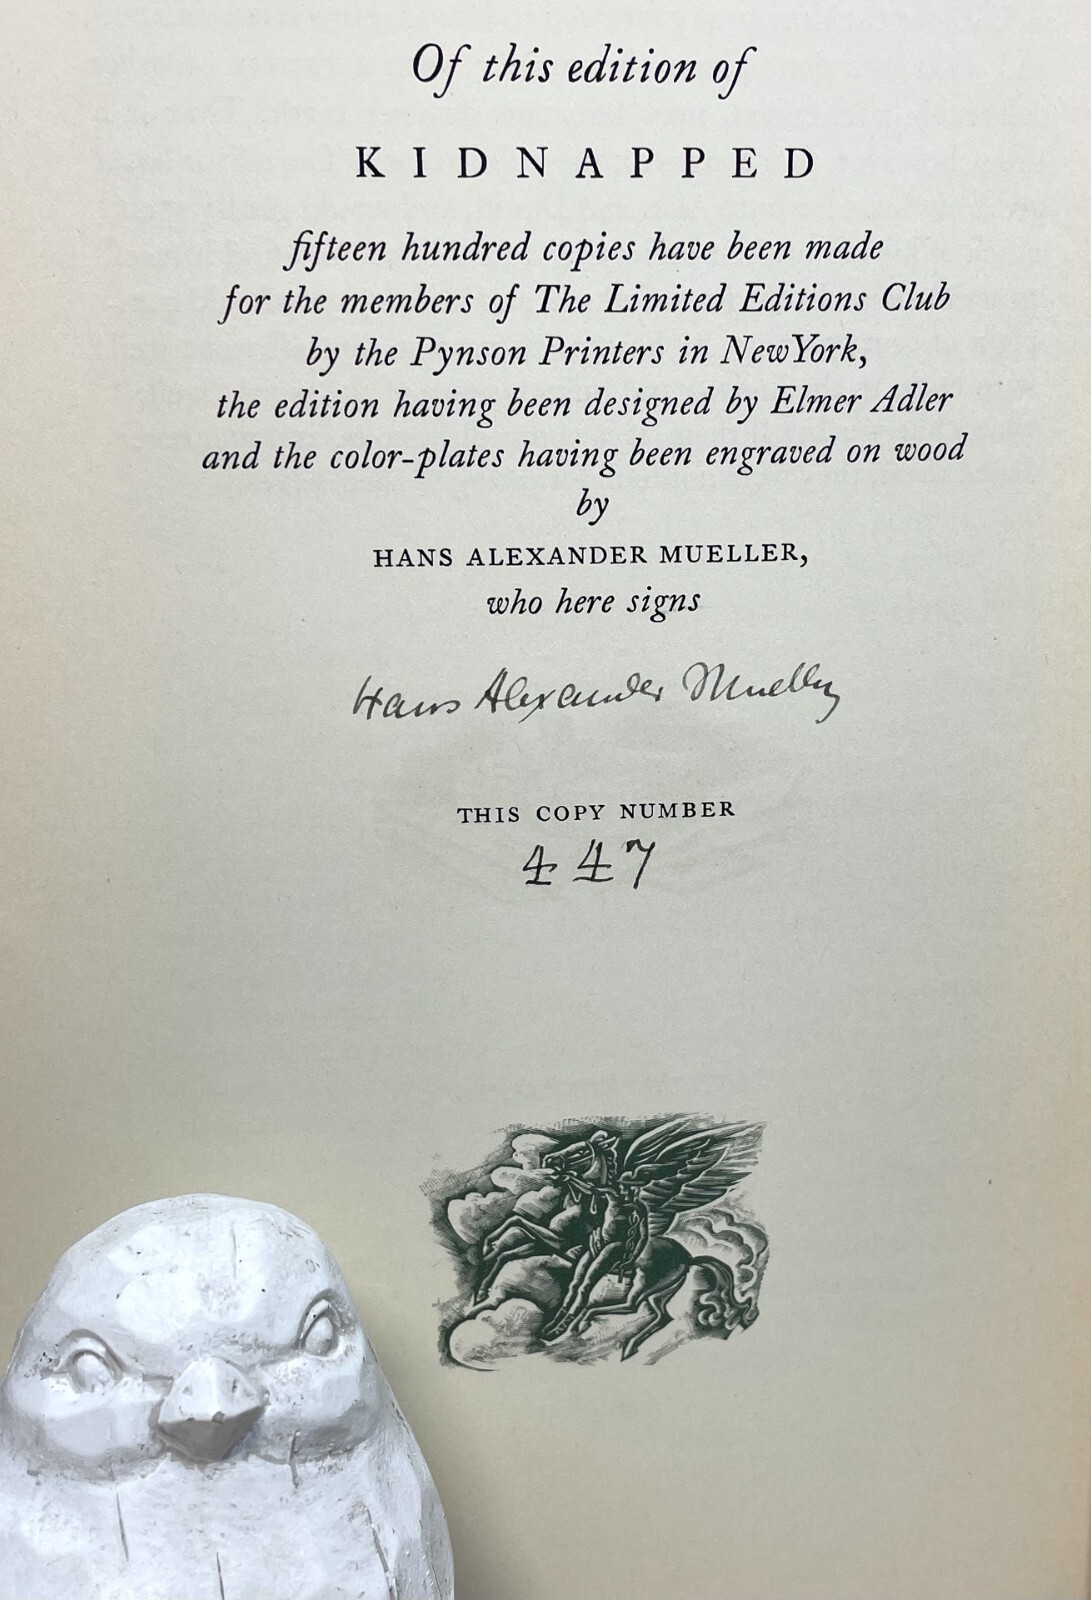 Of this edition of
KIDNAPPED
fifteen hundred copies have been made
for the members of The Limited Editions Club
by the Pynson Printers in New York,
the edition having been designed by Elmer Adler
and the color-plates having been engraved on wood
by
HANS ALEXANDER MUELLER,
who here signs
Hans Alexander Mueller
THIS COPY NUMBER
447